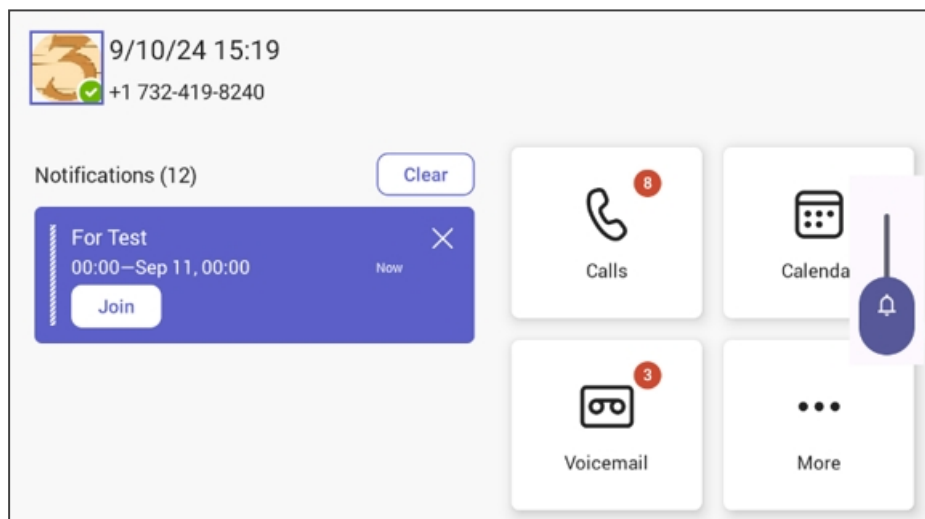 9/10/24 15:19
+1 732-419-8240
Notifications (12)
Clear
For Test
00:00—Sep 11, 00:00
Now
Join
8
Calls
Calenda
3
Voicemail
More